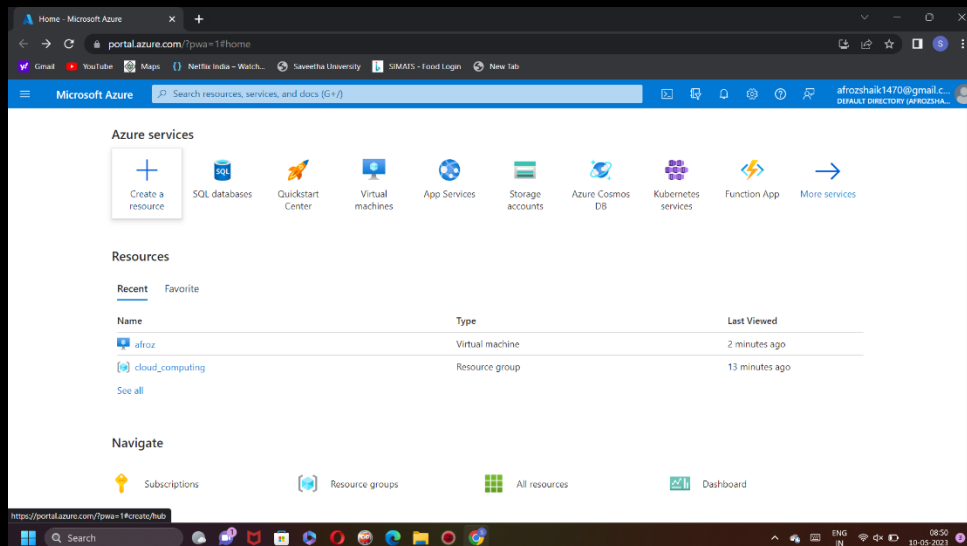 Home - Microsoft Azure
portal.azure.com/?pwa=1#home
Gmail YouTube Maps Netflix India – Watch... Saveetha University SIMATS - Food Login New Tab
Microsoft Azure Search resources, services, and docs (G+/) afrozshaik1470@gmail.c...
DEFAULT DIRECTORY (AFROZSHA...
Azure services
Create a resource
SQL databases
Quickstart Center
Virtual machines
App Services
Storage accounts
Azure Cosmos DB
Kubernetes services
Function App
More services
Resources
Recent Favorite
Name Type Last Viewed
afroz Virtual machine 2 minutes ago
cloud_computing Resource group 13 minutes ago
See all
Navigate
Subscriptions Resource groups All resources Dashboard
https://portal.azure.com/?pwa=1#create/hub
Search
ENG
IN
08:50
10-05-2023